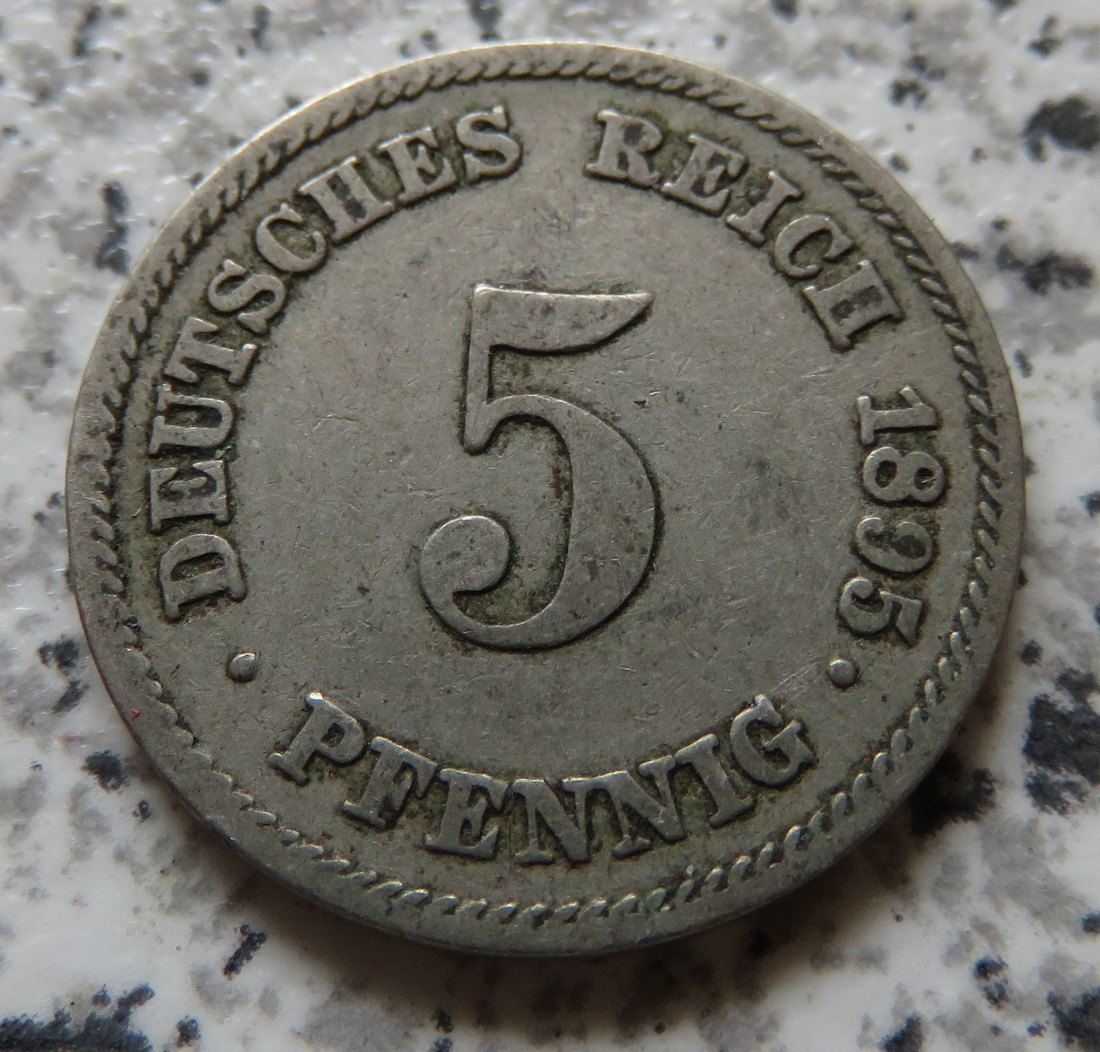 DEUTSCHES REICH 1895
5
· PFENNIG ·